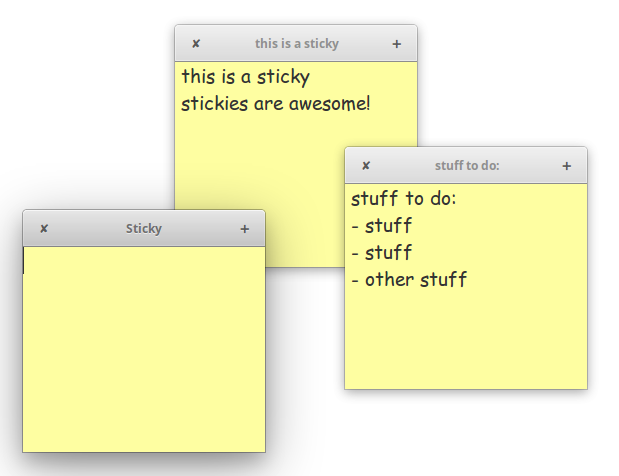 this is a sticky
this is a sticky
stickies are awesome!
stuff to do:
stuff to do:
- stuff
- stuff
- other stuff
Sticky